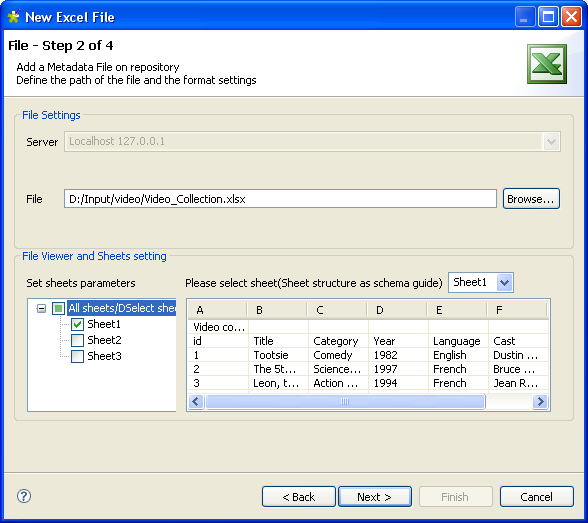 New Excel File
File - Step 2 of 4
Add a Metadata File on repository
Define the path of the file and the format settings
File Settings
Server Localhost 127.0.0.1
File D:/Input/video/Video_Collection.xlsx Browse...
File Viewer and Sheets setting
Set sheets parameters Please select sheet(Sheet structure as schema guide) Sheet1
All sheets/DSelect shee
Sheet1
Sheet2
Sheet3
A B C D E F
Video co...
id Title Category Year Language Cast
1 Tootsie Comedy 1982 English Dustin ...
2 The 5t... Science... 1997 French Bruce ...
3 Leon, t... Action ... 1994 French Jean R...
< Back Next > Finish Cancel